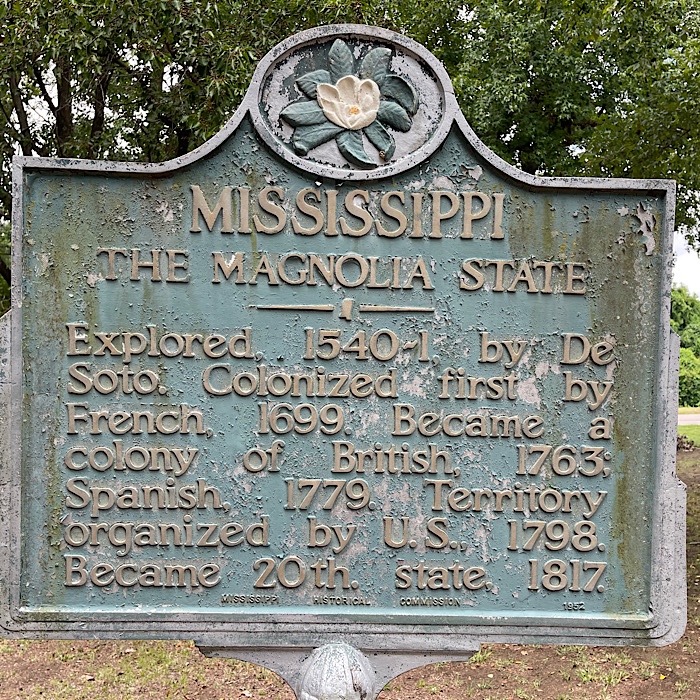 MISSISSIPPI
THE MAGNOLIA STATE
Explored, 1540-1, by De
Soto. Colonized first by
French, 1699. Became a
colony of British, 1763;
Spanish, 1779. Territory
organized by U.S., 1798.
Became 20th. state, 1817.
MISSISSIPPI HISTORICAL COMMISSION 1952